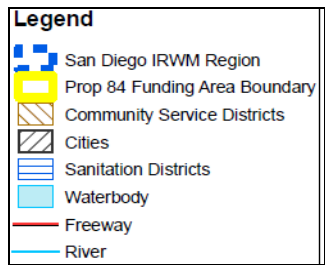 Legend
San Diego IRWM Region
Prop 84 Funding Area Boundary
Community Service Districts
Cities
Sanitation Districts
Waterbody
Freeway
River